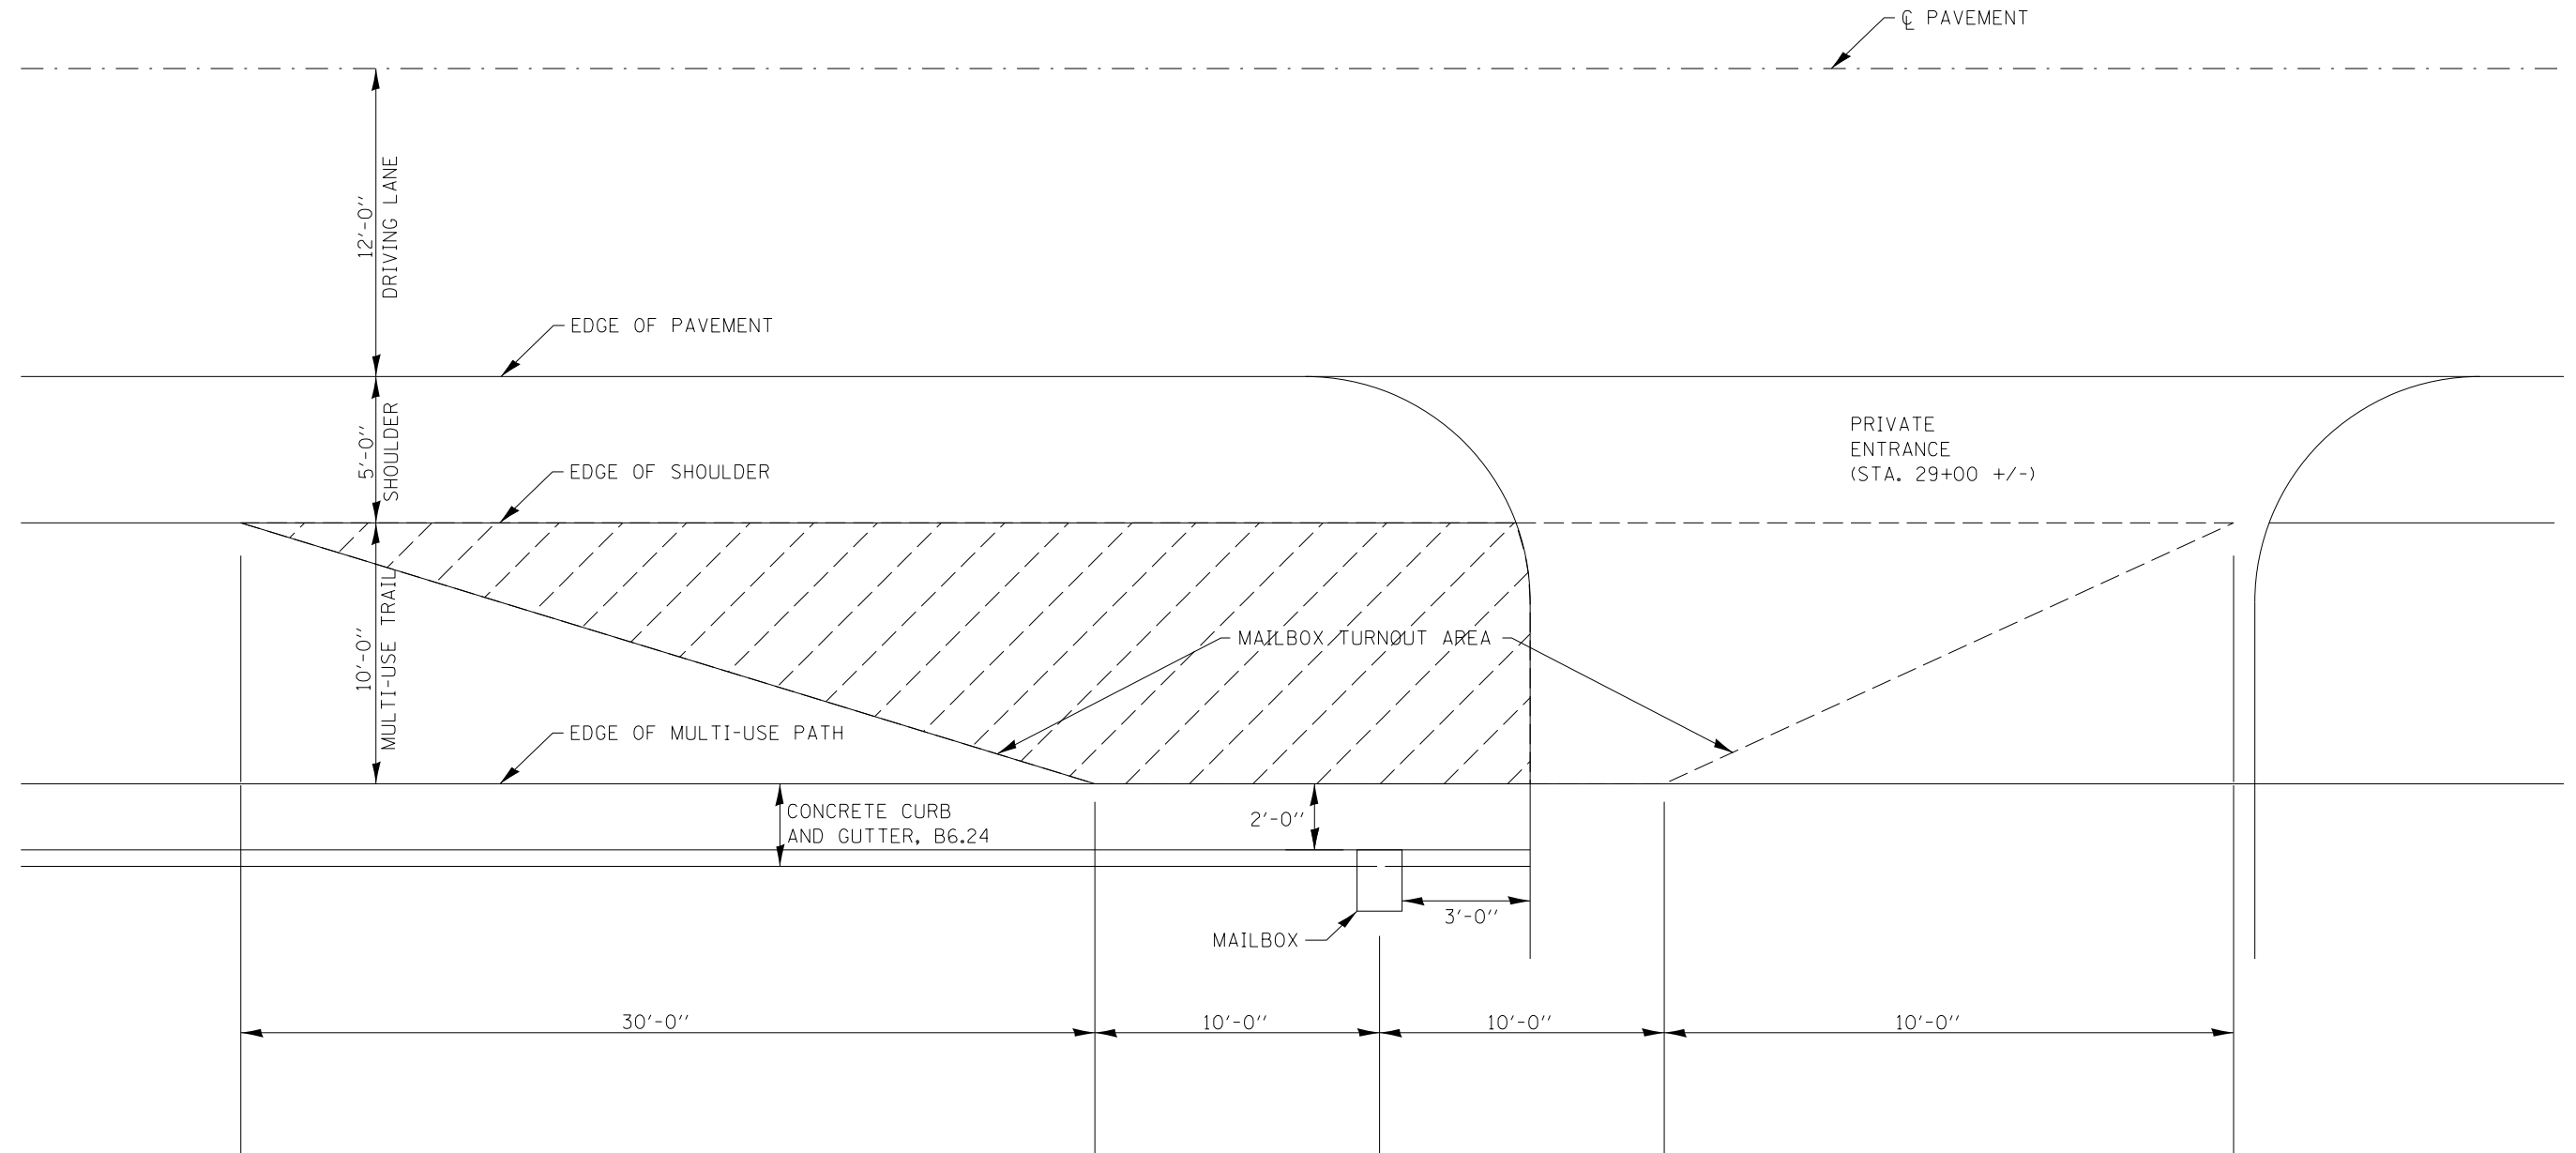 ℄ PAVEMENT
12'-0"
DRIVING LANE
EDGE OF PAVEMENT
5'-0"
SHOULDER
PRIVATE
ENTRANCE
(STA. 29+00 +/-)
EDGE OF SHOULDER
10'-0"
MULTI-USE TRAIL
MAILBOX TURNOUT AREA
EDGE OF MULTI-USE PATH
CONCRETE CURB
AND GUTTER, B6.24
2'-0"
3'-0"
MAILBOX
30'-0"
10'-0"
10'-0"
10'-0"